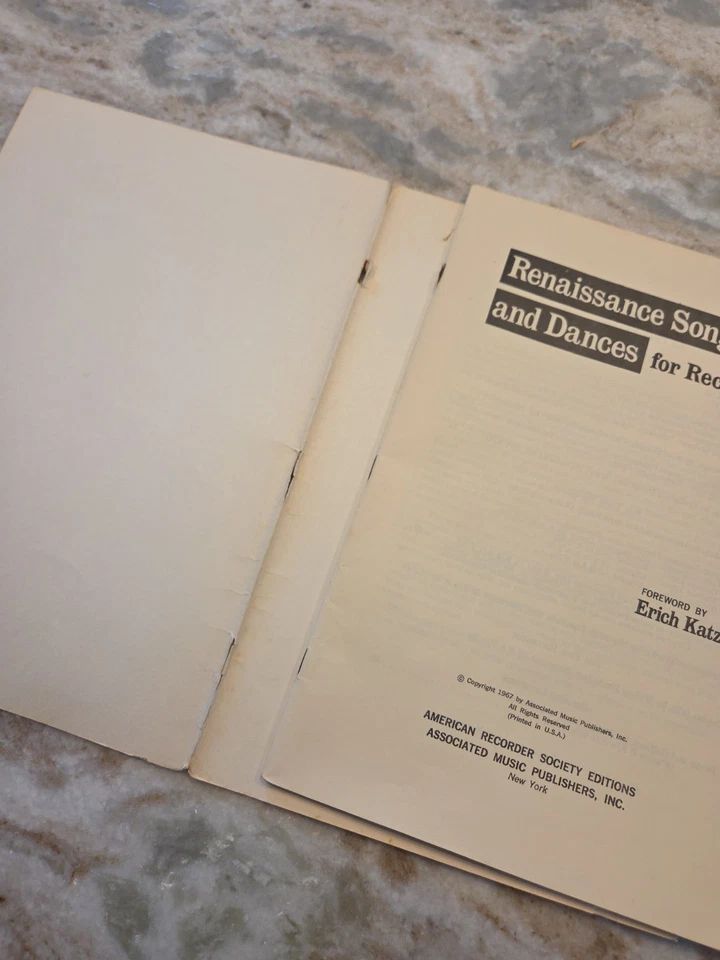 Renaissance Song
and Dances for Rec
FOREWORD BY
Erich Katz
© Copyright 1967 by Associated Music Publishers, Inc.
All Rights Reserved
(Printed in U.S.A.)
AMERICAN RECORDER SOCIETY EDITIONS
ASSOCIATED MUSIC PUBLISHERS, INC.
New York